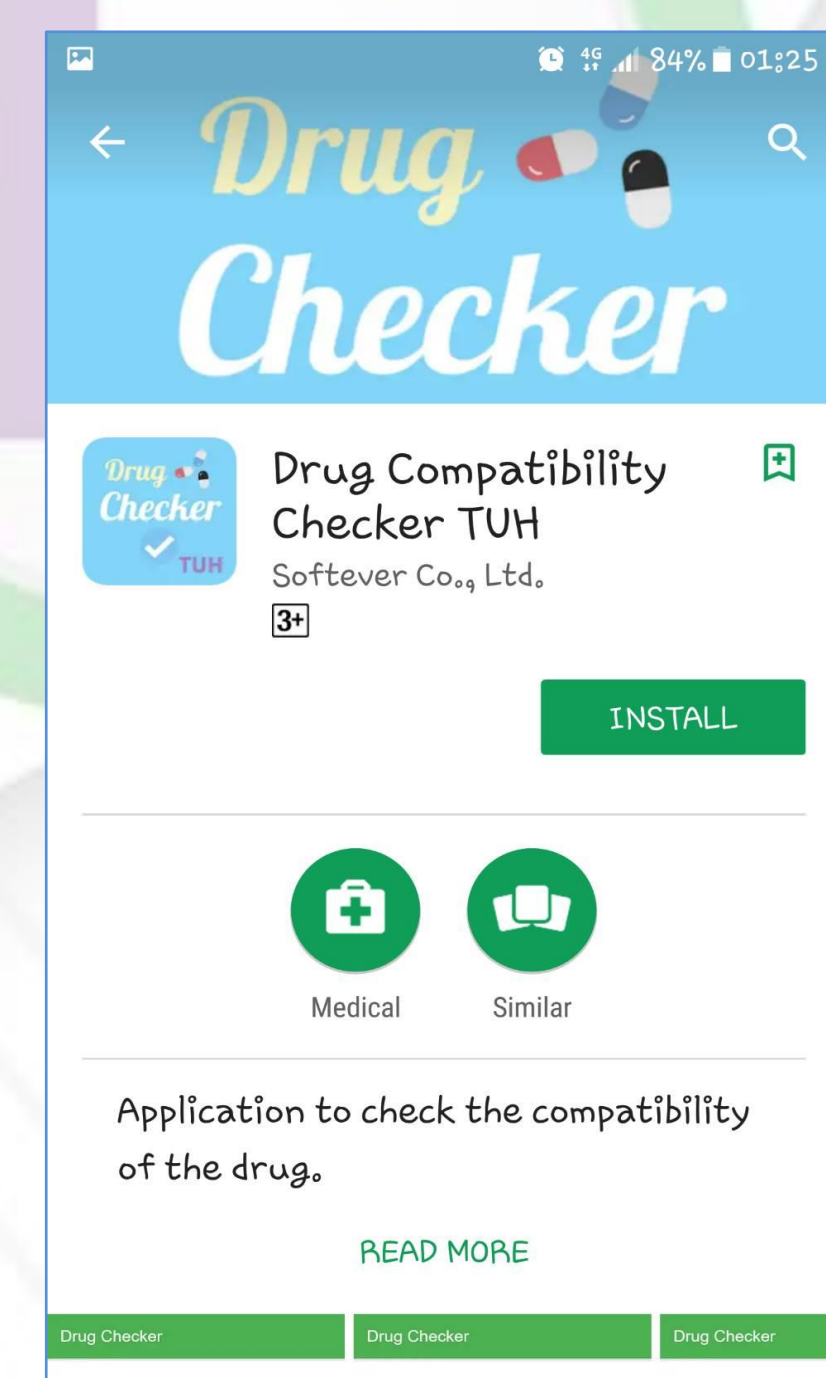 4G 84% 01:25
Drug
Checker
Drug
Checker
TUH
Drug Compatibility
Checker TUH
Softever Co., Ltd.
3+
INSTALL
Medical Similar
Application to check the compatibility
of the drug.
READ MORE
Drug Checker Drug Checker Drug Checker